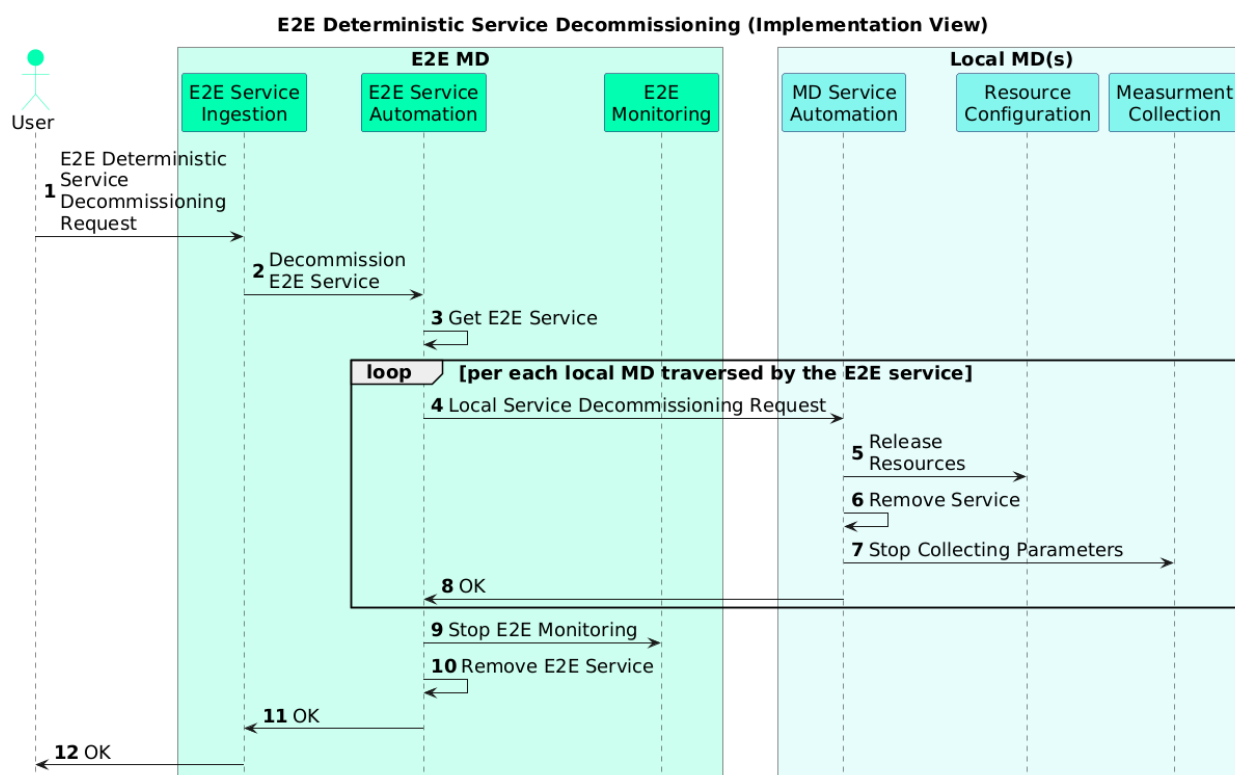 E2E Deterministic Service Decommissioning (Implementation View)
E2E MD
Local MD(s)
User
E2E Service
Ingestion
E2E Service
Automation
E2E
Monitoring
MD Service
Automation
Resource
Configuration
Measurment
Collection
1 E2E Deterministic
Service
Decommissioning
Request
2 Decommission
E2E Service
3 Get E2E Service
loop [per each local MD traversed by the E2E service]
4 Local Service Decommissioning Request
5 Release
Resources
6 Remove Service
7 Stop Collecting Parameters
8 OK
9 Stop E2E Monitoring
10 Remove E2E Service
11 OK
12 OK